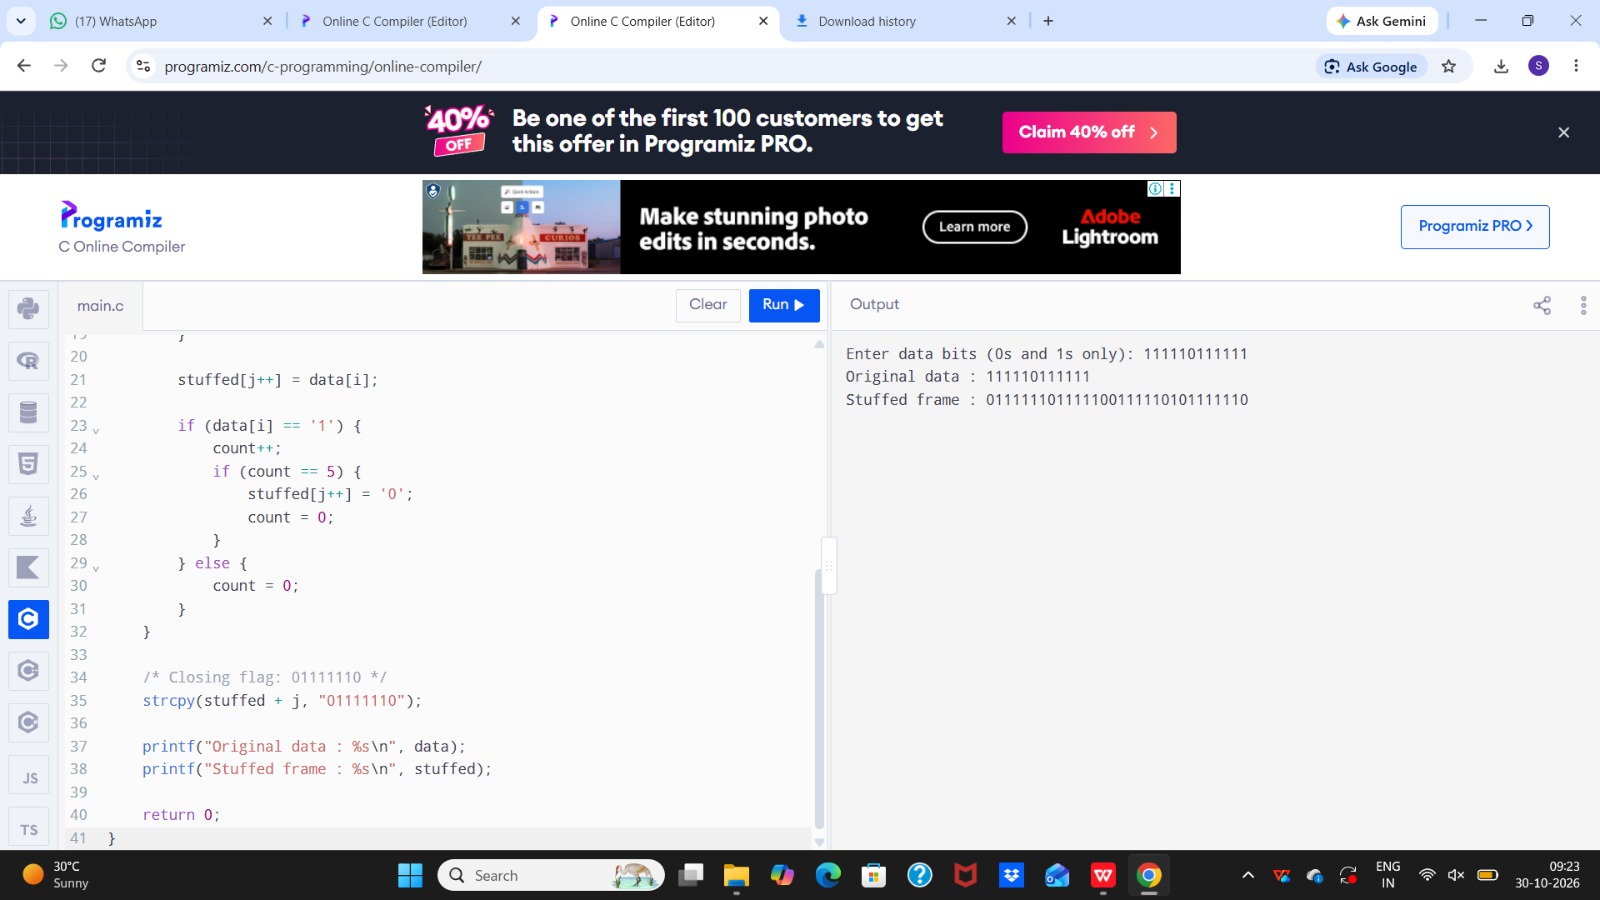 (17) WhatsApp
Online C Compiler (Editor)
Online C Compiler (Editor)
Download history
Ask Gemini
programiz.com/c-programming/online-compiler/
Ask Google
S
40%
OFF
Be one of the first 100 customers to get
this offer in Programiz PRO.
Claim 40% off
Programiz
C Online Compiler
Quick Actions
TEE PEE
CURIOS
Make stunning photo
edits in seconds.
Learn more
Adobe
Lightroom
Programiz PRO
main.c
Clear
Run
Output
19 }
20
21 stuffed[j++] = data[i];
22
23 if (data[i] == '1') {
24 count++;
25 if (count == 5) {
26 stuffed[j++] = '0';
27 count = 0;
28 }
29 } else {
30 count = 0;
31 }
32 }
33
34 /* Closing flag: 01111110 */
35 strcpy(stuffed + j, "01111110");
36
37 printf("Original data : %s\n", data);
38 printf("Stuffed frame : %s\n", stuffed);
39
40 return 0;
41 }
Enter data bits (0s and 1s only): 111110111111
Original data : 111110111111
Stuffed frame : 011111101111100111110101111110
JS
TS
30°C
Sunny
Search
ENG
IN
09:23
30-10-2026